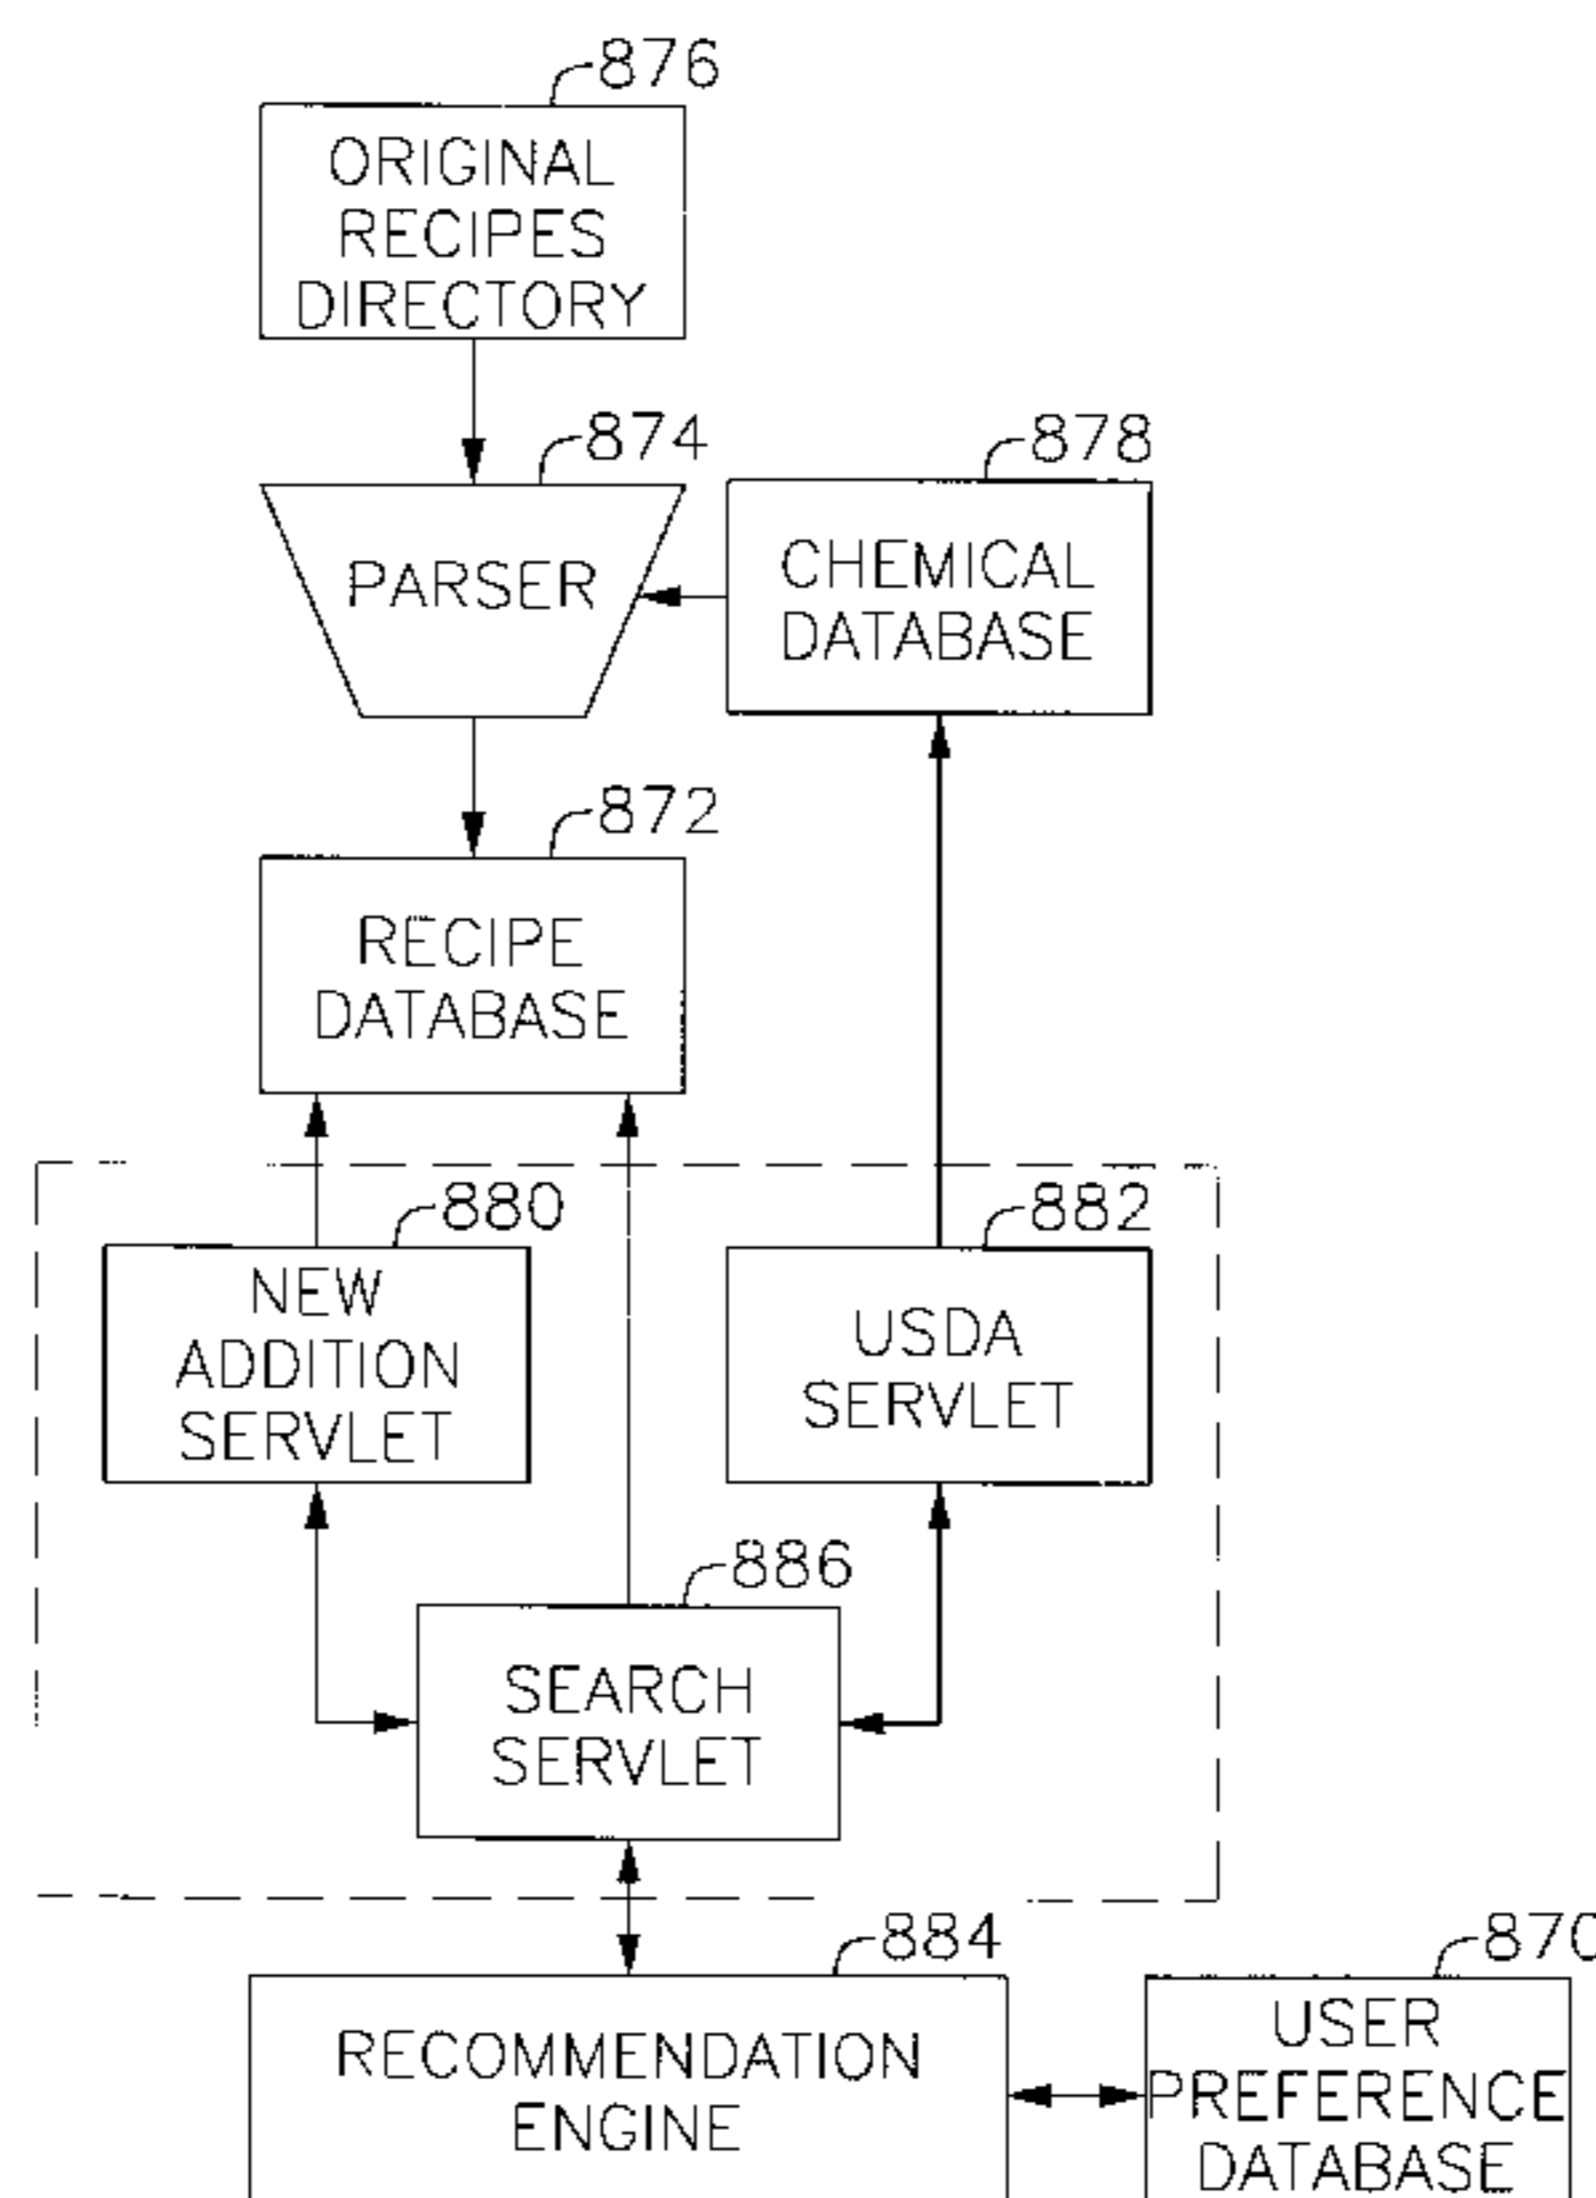 876
ORIGINAL
RECIPES
DIRECTORY
874
PARSER
878
CHEMICAL
DATABASE
872
RECIPE
DATABASE
880
NEW
ADDITION
SERVLET
882
USDA
SERVLET
886
SEARCH
SERVLET
884
RECOMMENDATION
ENGINE
870
USER
PREFERENCE
DATABASE